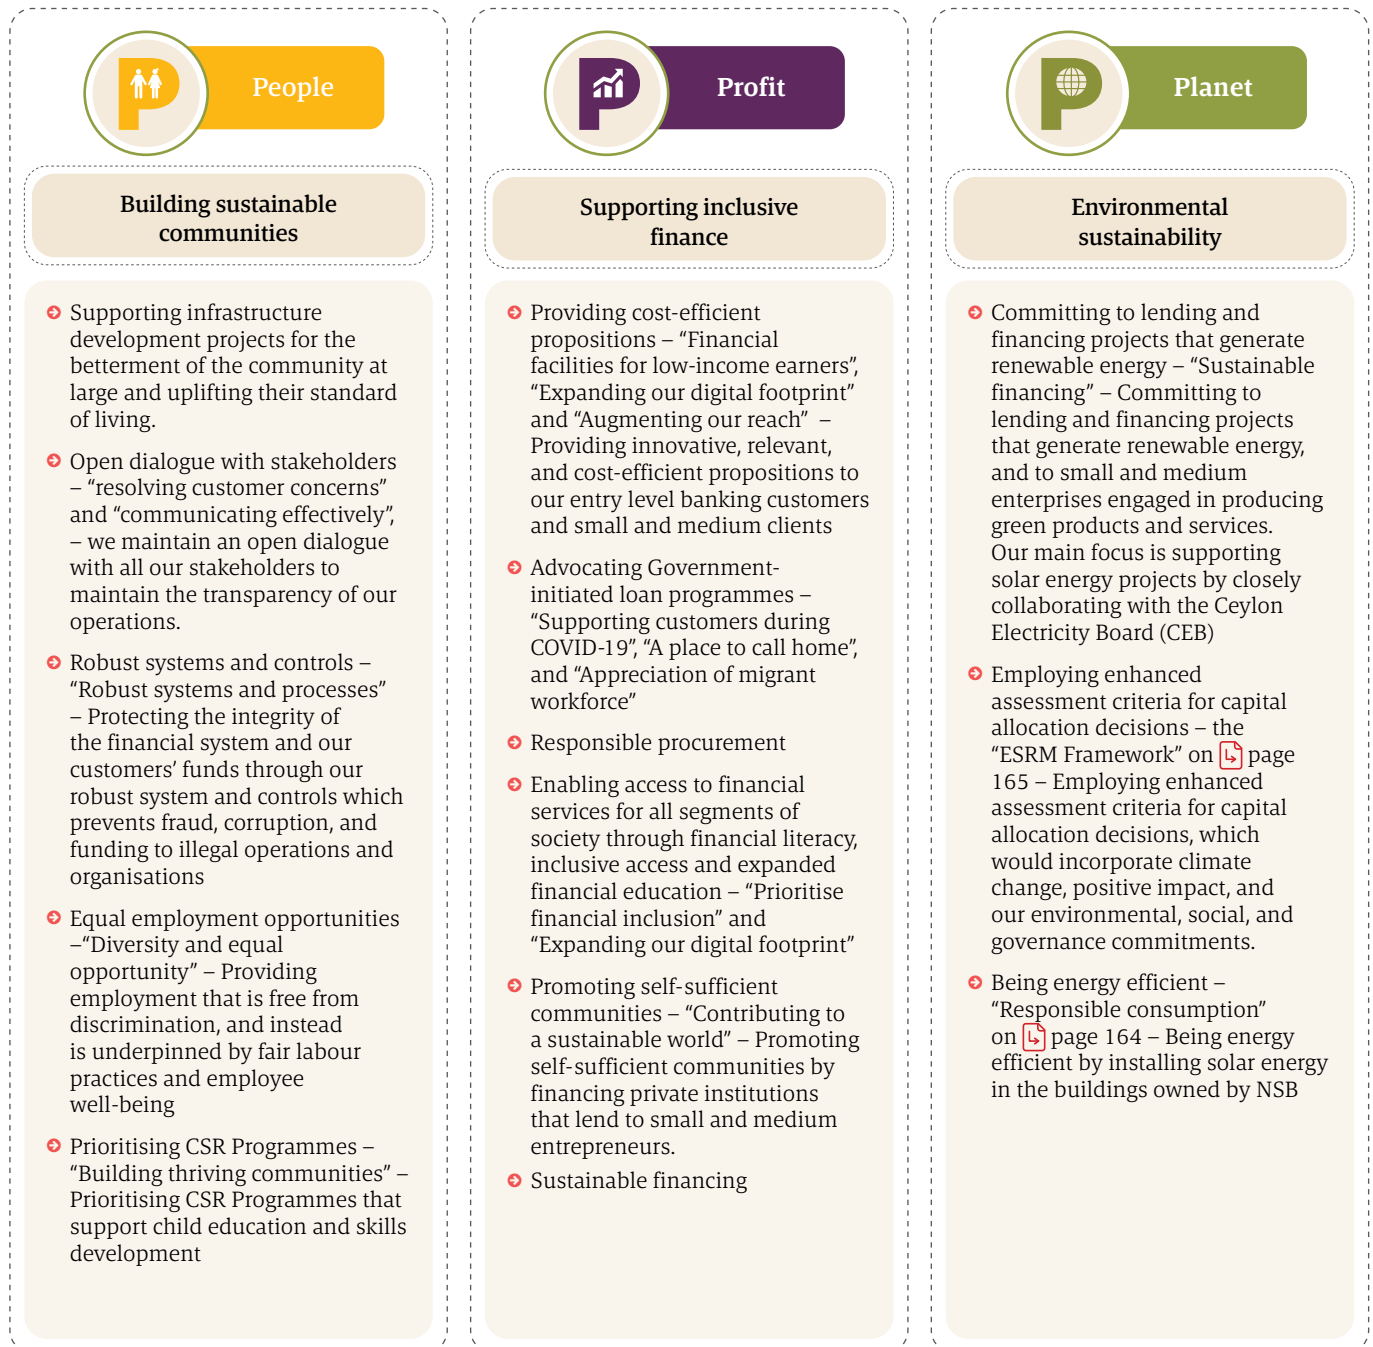 P
People
Building sustainable
communities
Supporting infrastructure
development projects for the
betterment of the community at
large and uplifting their standard
of living.
Open dialogue with stakeholders
– “resolving customer concerns”
and “communicating effectively”,
– we maintain an open dialogue
with all our stakeholders to
maintain the transparency of our
operations.
Robust systems and controls –
“Robust systems and processes”
– Protecting the integrity of
the financial system and our
customers’ funds through our
robust system and controls which
prevents fraud, corruption, and
funding to illegal operations and
organisations
Equal employment opportunities
–“Diversity and equal
opportunity” – Providing
employment that is free from
discrimination, and instead
is underpinned by fair labour
practices and employee
well-being
Prioritising CSR Programmes –
“Building thriving communities” –
Prioritising CSR Programmes that
support child education and skills
development
P
Profit
Supporting inclusive
finance
Providing cost-efficient
propositions – “Financial
facilities for low-income earners”,
“Expanding our digital footprint”
and “Augmenting our reach” –
Providing innovative, relevant,
and cost-efficient propositions to
our entry level banking customers
and small and medium clients
Advocating Government-
initiated loan programmes –
“Supporting customers during
COVID-19”, “A place to call home”,
and “Appreciation of migrant
workforce”
Responsible procurement
Enabling access to financial
services for all segments of
society through financial literacy,
inclusive access and expanded
financial education – “Prioritise
financial inclusion” and
“Expanding our digital footprint”
Promoting self-sufficient
communities – “Contributing to
a sustainable world” – Promoting
self-sufficient communities by
financing private institutions
that lend to small and medium
entrepreneurs.
Sustainable financing
P
Planet
Environmental
sustainability
Committing to lending and
financing projects that generate
renewable energy – “Sustainable
financing” – Committing to
lending and financing projects
that generate renewable energy,
and to small and medium
enterprises engaged in producing
green products and services.
Our main focus is supporting
solar energy projects by closely
collaborating with the Ceylon
Electricity Board (CEB)
Employing enhanced
assessment criteria for capital
allocation decisions – the
“ESRM Framework” on page
165 – Employing enhanced
assessment criteria for capital
allocation decisions, which
would incorporate climate
change, positive impact, and
our environmental, social, and
governance commitments.
Being energy efficient –
“Responsible consumption”
on page 164 – Being energy
efficient by installing solar energy
in the buildings owned by NSB